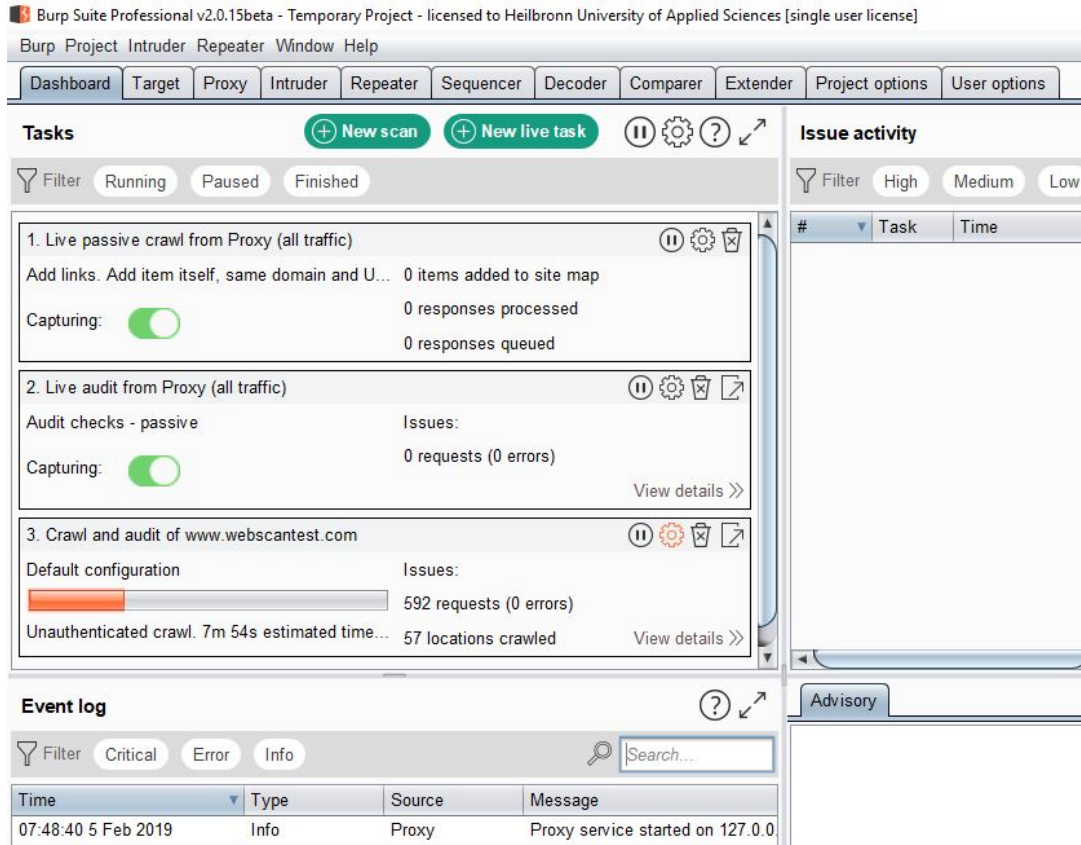 Burp Suite Professional v2.0.15beta - Temporary Project - licensed to Heilbronn University of Applied Sciences [single user license]
Burp Project Intruder Repeater Window Help
Dashboard Target Proxy Intruder Repeater Sequencer Decoder Comparer Extender Project options User options
Tasks
New scan
New live task
Filter Running Paused Finished
1. Live passive crawl from Proxy (all traffic)
Add links. Add item itself, same domain and U... 0 items added to site map
0 responses processed
Capturing:
0 responses queued
2. Live audit from Proxy (all traffic)
Audit checks - passive Issues:
0 requests (0 errors)
Capturing:
View details
3. Crawl and audit of www.webscantest.com
Default configuration Issues:
592 requests (0 errors)
Unauthenticated crawl. 7m 54s estimated time... 57 locations crawled View details
Issue activity
Filter High Medium Low
# Task Time
Event log
Filter Critical Error Info Search...
Time Type Source Message
07:48:40 5 Feb 2019 Info Proxy Proxy service started on 127.0.0.
Advisory